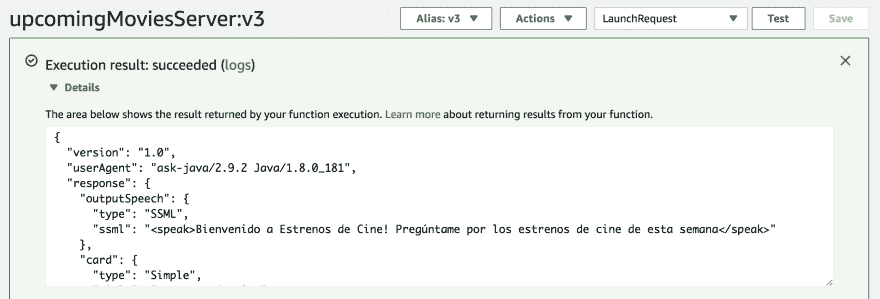 upcomingMoviesServer:v3
Alias: v3
Actions
LaunchRequest
Test
Save
Execution result: succeeded (logs)
Details
The area below shows the result returned by your function execution. Learn more about returning results from your function.
{
"version": "1.0",
"userAgent": "ask-java/2.9.2 Java/1.8.0_181",
"response": {
"outputSpeech": {
"type": "SSML",
"ssml": "<speak>Bienvenido a Estrenos de Cine! Pregúntame por los estrenos de cine de esta semana</speak>"
},
"card": {
"type": "Simple",